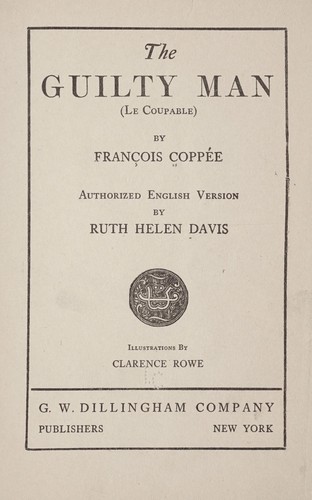 The
GUILTY MAN
(LE COUPABLE)
BY
FRANÇOIS COPPÉE
AUTHORIZED ENGLISH VERSION
BY
RUTH HELEN DAVIS
ILLUSTRATIONS BY
CLARENCE ROWE
G. W. DILLINGHAM COMPANY
PUBLISHERS NEW YORK